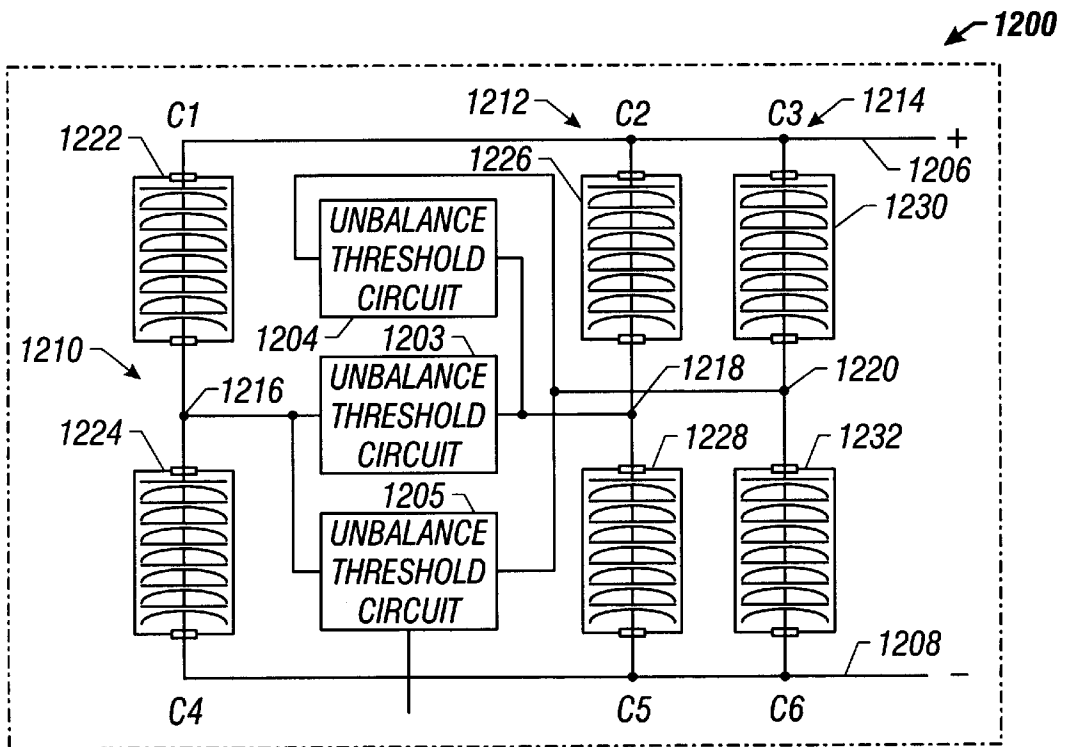 1200
1212
1214
C1
C2
C3
+
1222
1226
1206
1230
UNBALANCE
THRESHOLD
CIRCUIT
1204
1203
1210
1216
UNBALANCE
THRESHOLD
CIRCUIT
1218
1220
1224
1228
1232
1205
UNBALANCE
THRESHOLD
CIRCUIT
1208
−
C4
C5
C6